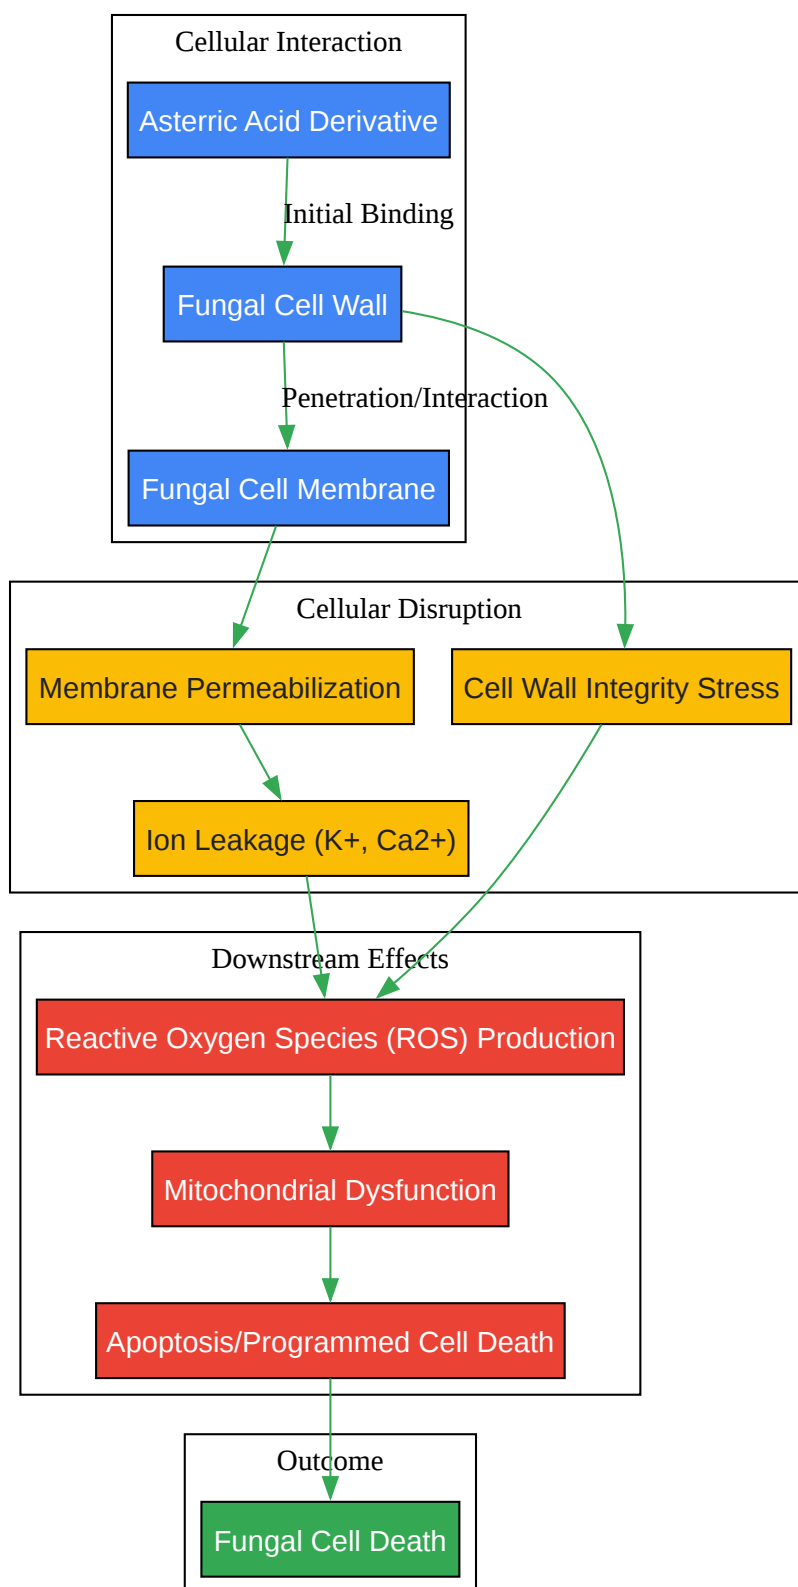 Cellular Interaction
Asterric Acid Derivative
Initial Binding
Fungal Cell Wall
Penetration/Interaction
Fungal Cell Membrane
Cellular Disruption
Membrane Permeabilization
Cell Wall Integrity Stress
Ion Leakage (K+, Ca2+)
Downstream Effects
Reactive Oxygen Species (ROS) Production
Mitochondrial Dysfunction
Apoptosis/Programmed Cell Death
Outcome
Fungal Cell Death